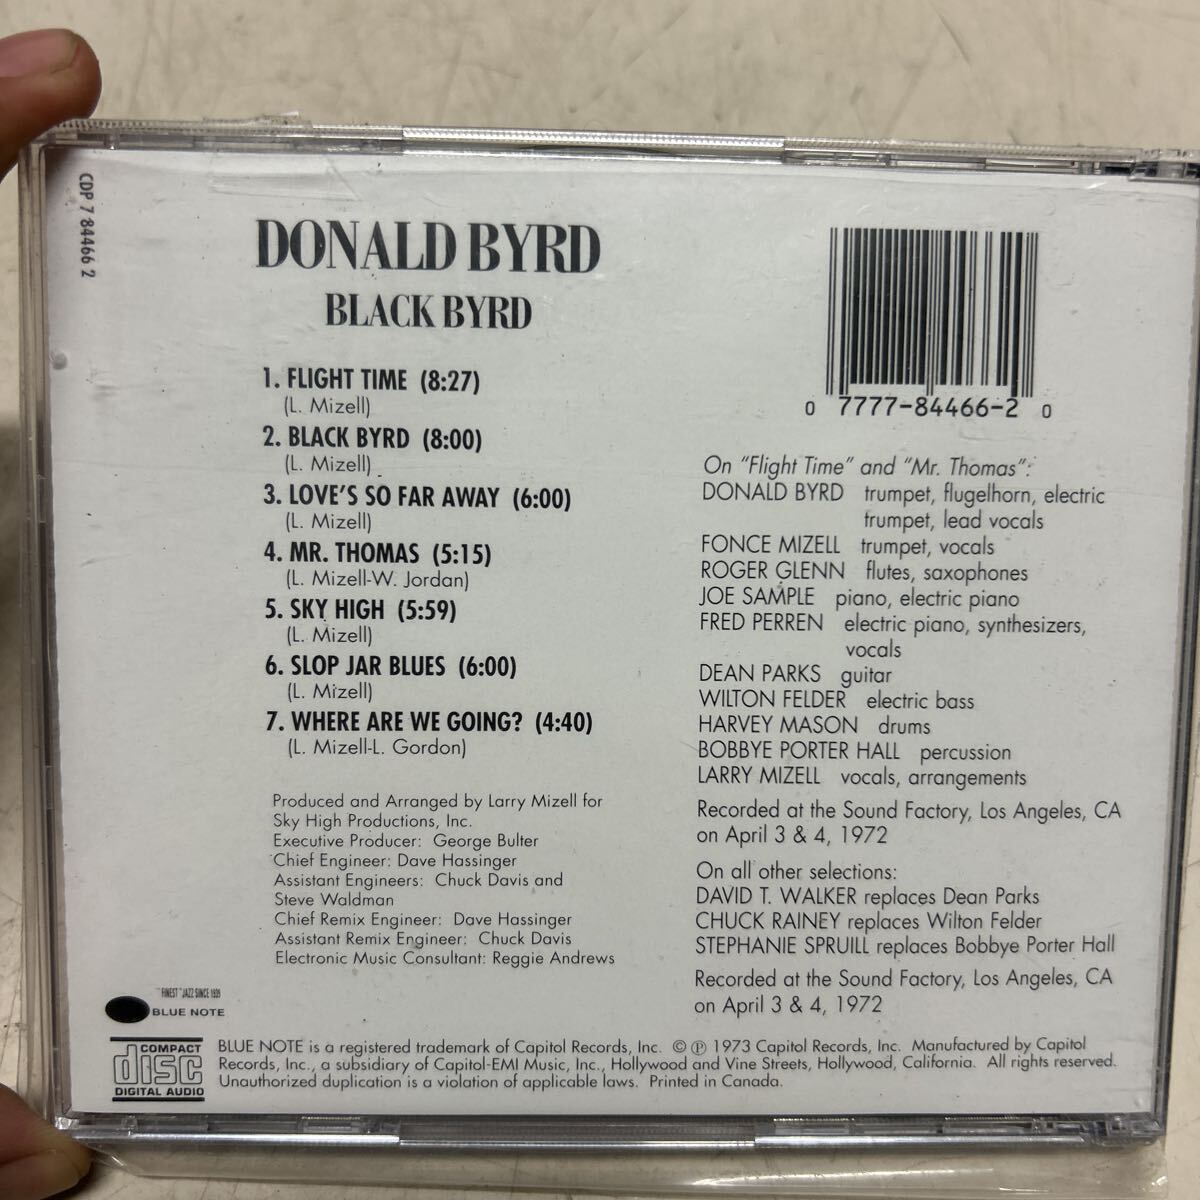 CDP 7 84466 2
DONALD BYRD
BLACK BYRD
1. FLIGHT TIME (8:27)
(L. Mizell)
2. BLACK BYRD (8:00)
(L. Mizell)
3. LOVE'S SO FAR AWAY (6:00)
(L. Mizell)
4. MR. THOMAS (5:15)
(L. Mizell-W. Jordan)
5. SKY HIGH (5:59)
(L. Mizell)
6. SLOP JAR BLUES (6:00)
(L. Mizell)
7. WHERE ARE WE GOING? (4:40)
(L. Mizell-L. Gordon)
Produced and Arranged by Larry Mizell for
Sky High Productions, Inc.
Executive Producer: George Bulter
Chief Engineer: Dave Hassinger
Assistant Engineers: Chuck Davis and
Steve Waldman
Chief Remix Engineer: Dave Hassinger
Assistant Remix Engineer: Chuck Davis
Electronic Music Consultant: Reggie Andrews
0 7777-84466-2 0
On "Flight Time" and "Mr. Thomas":
DONALD BYRD trumpet, flugelhorn, electric
trumpet, lead vocals
FONCE MIZELL trumpet, vocals
ROGER GLENN flutes, saxophones
JOE SAMPLE piano, electric piano
FRED PERREN electric piano, synthesizers,
vocals
DEAN PARKS guitar
WILTON FELDER electric bass
HARVEY MASON drums
BOBBYE PORTER HALL percussion
LARRY MIZELL vocals, arrangements
Recorded at the Sound Factory, Los Angeles, CA
on April 3 & 4, 1972
On all other selections:
DAVID T. WALKER replaces Dean Parks
CHUCK RAINEY replaces Wilton Felder
STEPHANIE SPRUILL replaces Bobbye Porter Hall
Recorded at the Sound Factory, Los Angeles, CA
on April 3 & 4, 1972
FINEST JAZZ SINCE 1939
BLUE NOTE
COMPACT
disc
DIGITAL AUDIO
BLUE NOTE is a registered trademark of Capitol Records, Inc. © ℗ 1973 Capitol Records, Inc. Manufactured by Capitol
Records, Inc., a subsidiary of Capitol-EMI Music, Inc., Hollywood and Vine Streets, Hollywood, California. All rights reserved.
Unauthorized duplication is a violation of applicable laws. Printed in Canada.